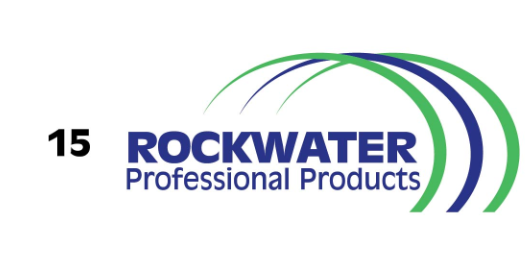 15
ROCKWATER
Professional Products